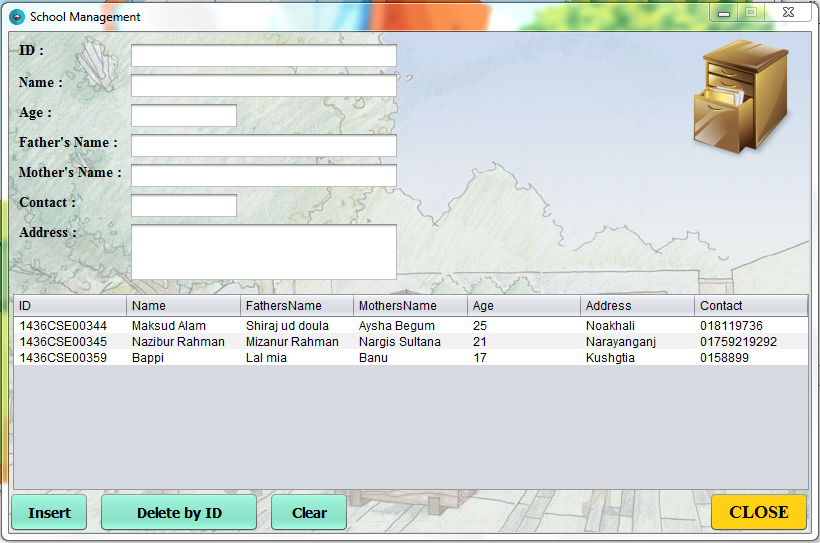 School Management
ID :
Name :
Age :
Father's Name :
Mother's Name :
Contact :
Address :
ID Name FathersName MothersName Age Address Contact
1436CSE00344 Maksud Alam Shiraj ud doula Aysha Begum 25 Noakhali 018119736
1436CSE00345 Nazibur Rahman Mizanur Rahman Nargis Sultana 21 Narayanganj 01759219292
1436CSE00359 Bappi Lal mia Banu 17 Kushgtia 0158899
Insert Delete by ID Clear CLOSE